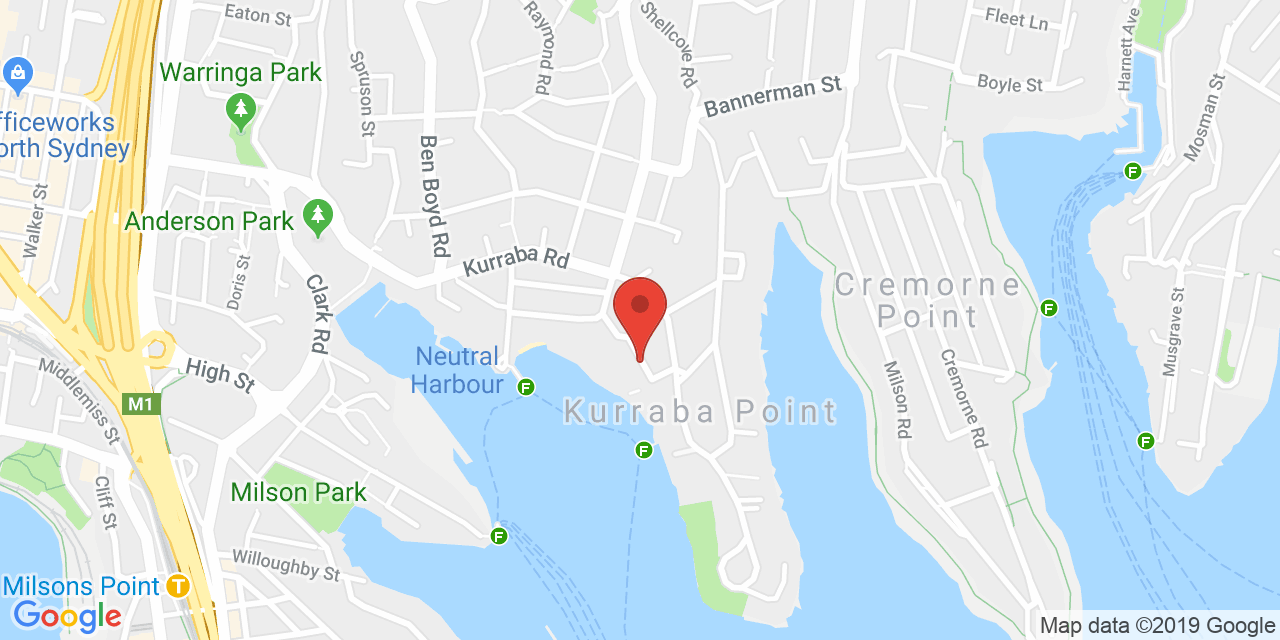 Eaton St
Raymond Rd
Shellcove Rd
Fleet Ln
Harnett Ave
Warringa Park
Spruson St
Bannerman St
Boyle St
Mosman St
fficeworks
orth Sydney
Ben Boyd Rd
F
Walker St
Anderson Park
Doris St
Kurraba Rd
Clark Rd
Cremorne
Point
F
Musgrave St
Middlemiss St
High St
Neutral
Harbour
F
M1
Milson Rd
Cremorne Rd
Kurraba Point
F
F
Cliff St
Milson Park
F
Willoughby St
Milsons Point
T
Google
Map data ©2019 Google